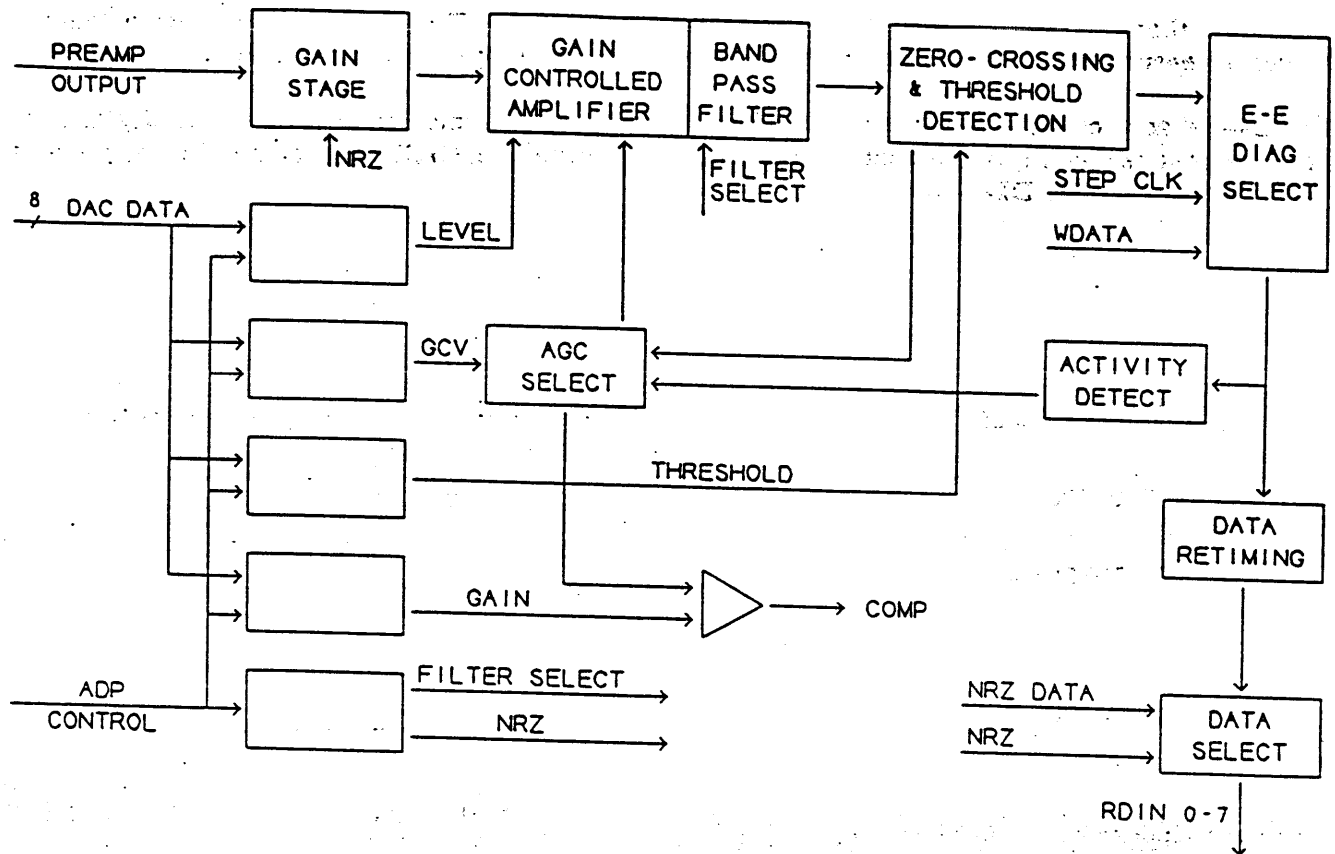 PREAMP
OUTPUT
GAIN
STAGE
NRZ
GAIN
CONTROLLED
AMPLIFIER
BAND
PASS
FILTER
FILTER
SELECT
ZERO-CROSSING
& THRESHOLD
DETECTION
E-E
DIAG
SELECT
STEP CLK
WDATA
8
DAC DATA
LEVEL
GCV
AGC
SELECT
ACTIVITY
DETECT
THRESHOLD
DATA
RETIMING
GAIN
COMP
ADP
CONTROL
FILTER SELECT
NRZ
NRZ DATA
NRZ
DATA
SELECT
RDIN 0-7